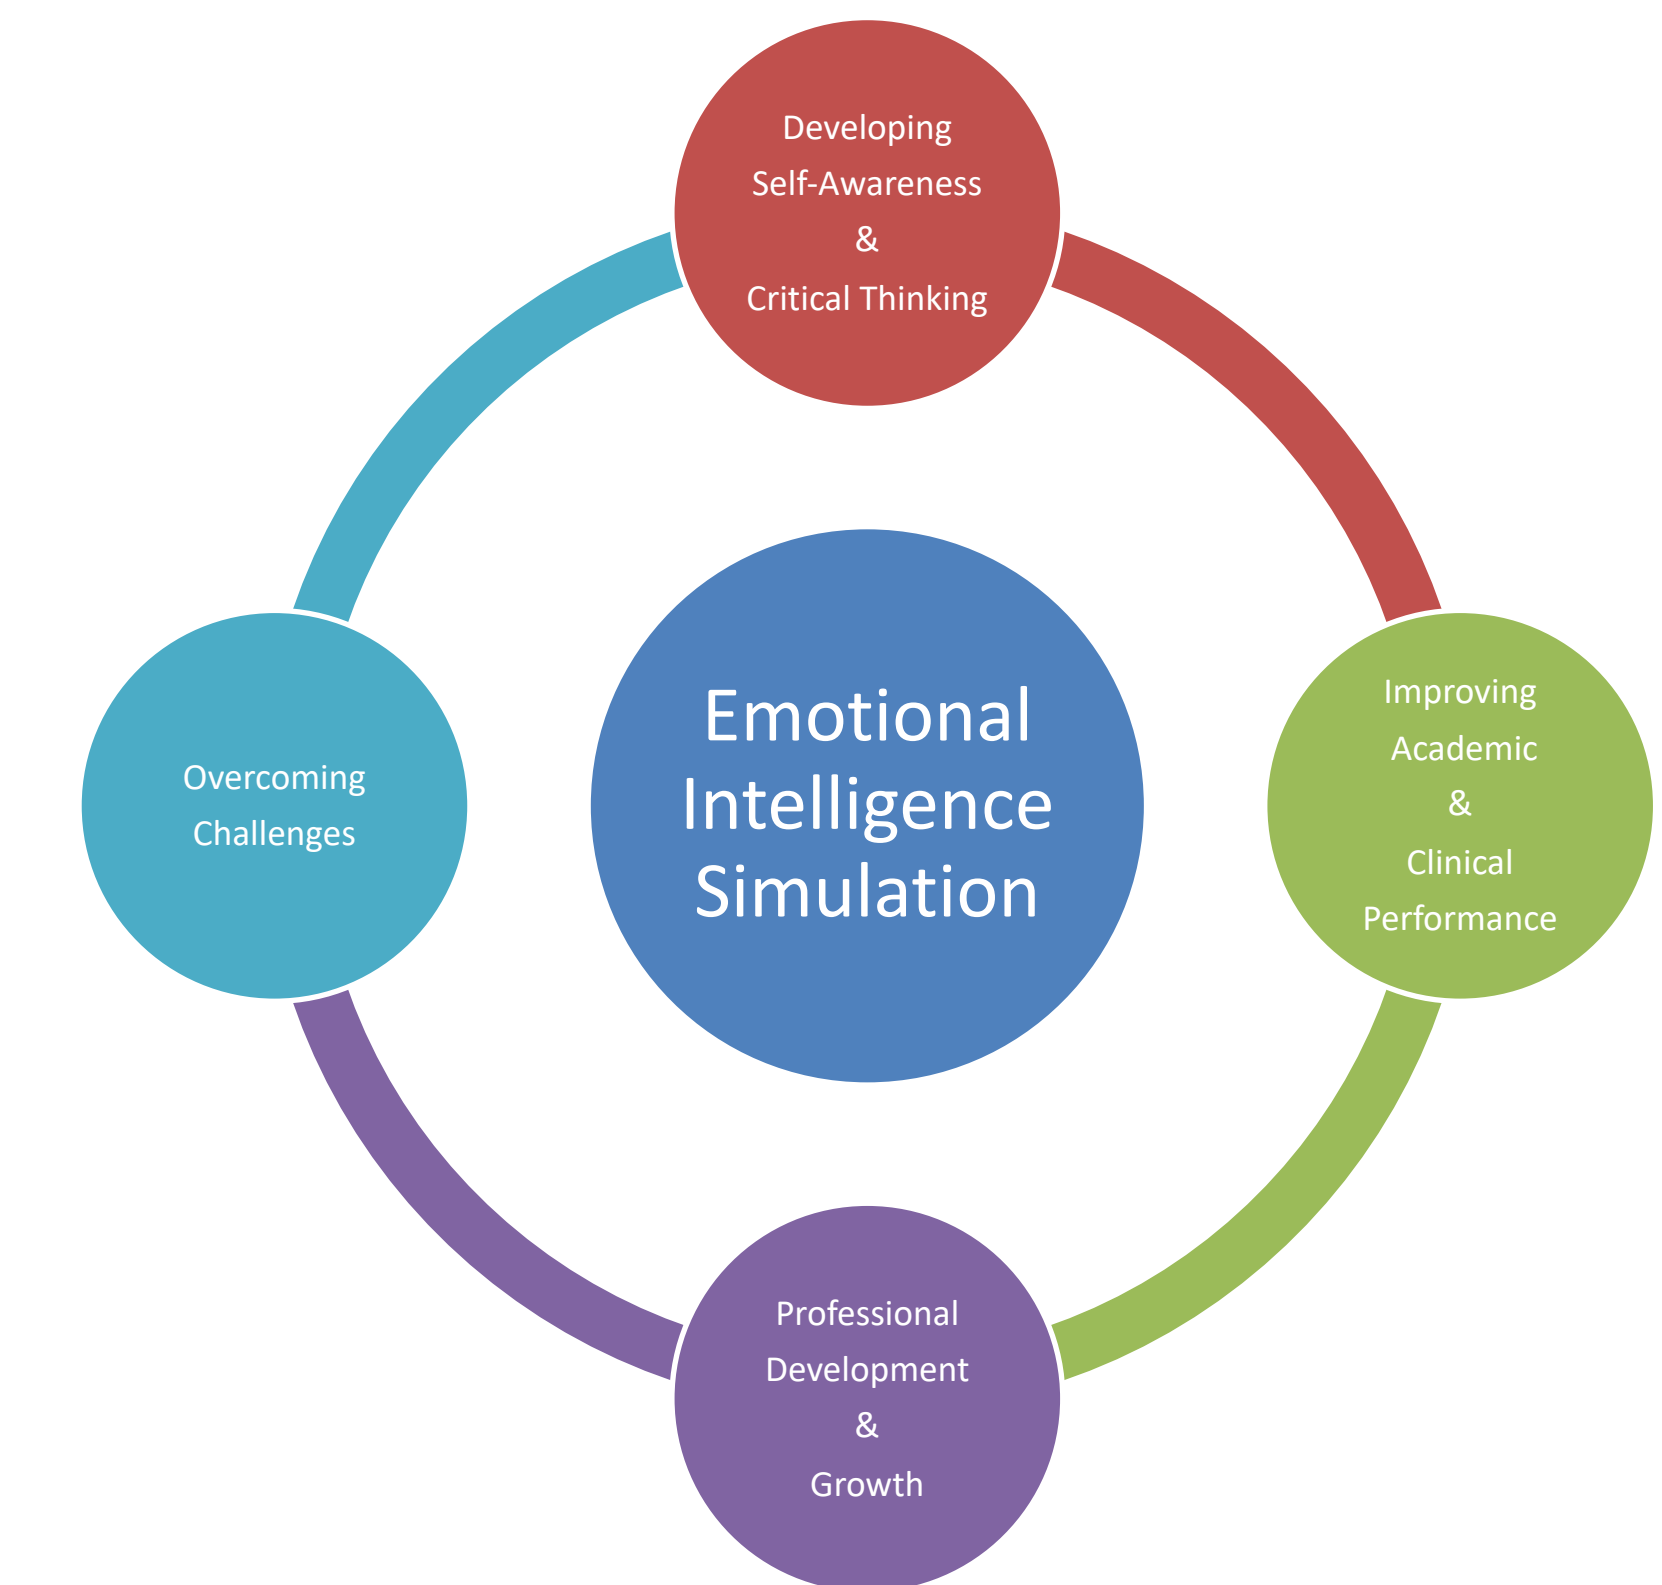 Developing
Self-Awareness
&
Critical Thinking
Improving
Academic
&
Clinical
Performance
Emotional
Intelligence
Simulation
Overcoming
Challenges
Professional
Development
&
Growth